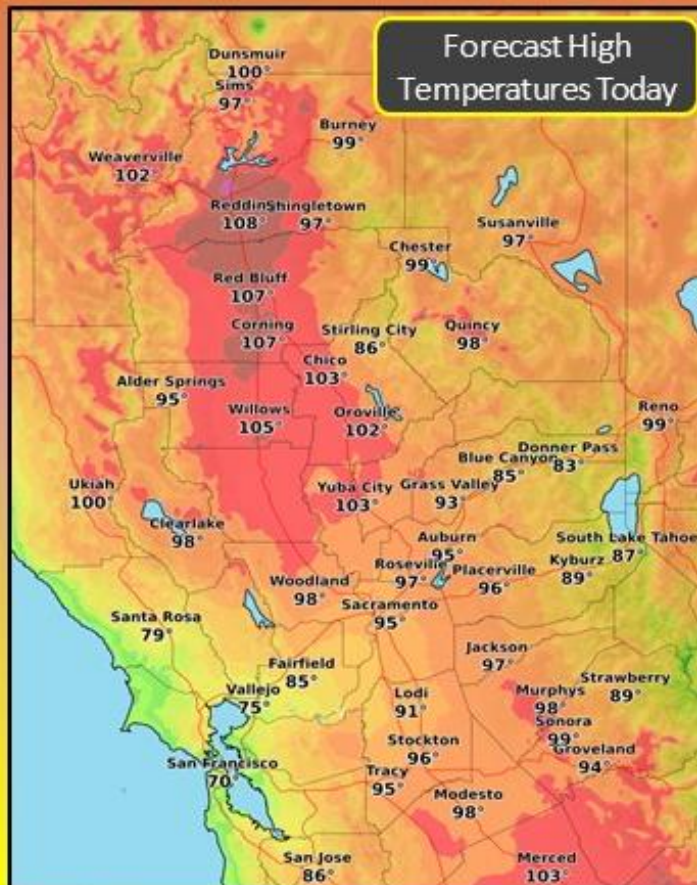 Forecast High
Temperatures Today
Dunsmuir
100°
Sims
97°
Burney
99°
Weaverville
102°
Redding
108°
Shingletown
97°
Susanville
97°
Chester
99°
Red Bluff
107°
Corning
107°
Stirling City
86°
Quincy
98°
Chico
103°
Alder Springs
95°
Willows
105°
Oroville
102°
Reno
99°
Donner Pass
83°
Blue Canyon
85°
Ukiah
100°
Yuba City
103°
Grass Valley
93°
Clearlake
98°
Auburn
95°
South Lake Tahoe
87°
Roseville
97°
Placerville
96°
Kyburz
89°
Woodland
98°
Sacramento
95°
Santa Rosa
79°
Jackson
97°
Fairfield
85°
Strawberry
89°
Vallejo
75°
Lodi
91°
Murphys
98°
Sonora
99°
Groveland
94°
Stockton
96°
San Francisco
70°
Tracy
95°
Modesto
98°
San Jose
86°
Merced
103°